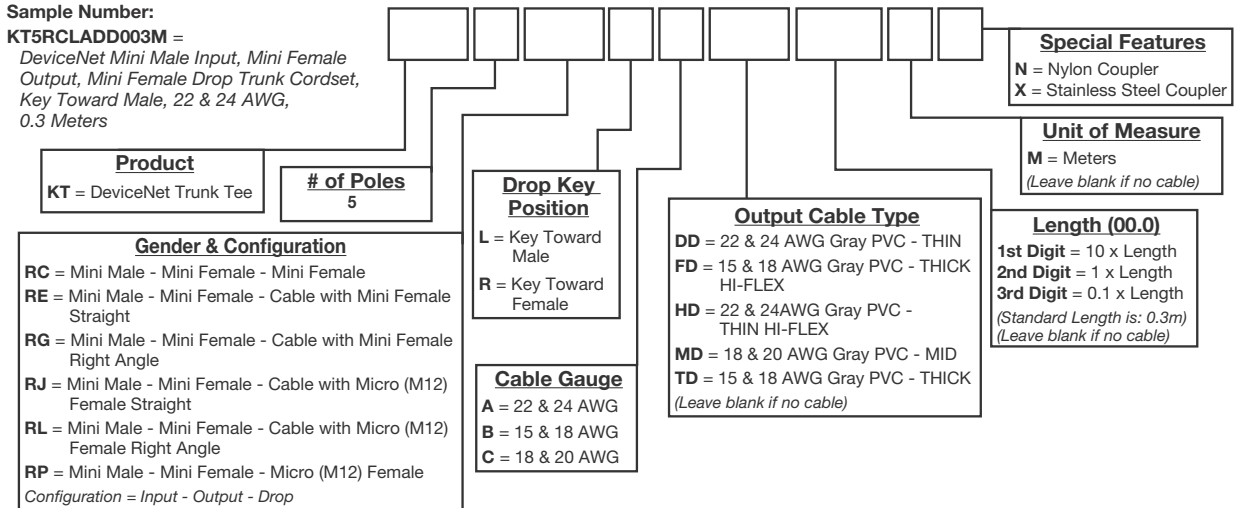 Sample Number:
KT5RCLADD003M =
DeviceNet Mini Male Input, Mini Female
Output, Mini Female Drop Trunk Cordset,
Key Toward Male, 22 & 24 AWG,
0.3 Meters
Special Features
N = Nylon Coupler
X = Stainless Steel Coupler
Unit of Measure
M = Meters
(Leave blank if no cable)
Product
KT = DeviceNet Trunk Tee
# of Poles
5
Drop Key
Position
L = Key Toward
Male
R = Key Toward
Female
Output Cable Type
DD = 22 & 24 AWG Gray PVC - THIN
FD = 15 & 18 AWG Gray PVC - THICK
HI-FLEX
HD = 22 & 24AWG Gray PVC -
THIN HI-FLEX
MD = 18 & 20 AWG Gray PVC - MID
TD = 15 & 18 AWG Gray PVC - THICK
(Leave blank if no cable)
Length (00.0)
1st Digit = 10 x Length
2nd Digit = 1 x Length
3rd Digit = 0.1 x Length
(Standard Length is: 0.3m)
(Leave blank if no cable)
Gender & Configuration
RC = Mini Male - Mini Female - Mini Female
RE = Mini Male - Mini Female - Cable with Mini Female
Straight
RG = Mini Male - Mini Female - Cable with Mini Female
Right Angle
RJ = Mini Male - Mini Female - Cable with Micro (M12)
Female Straight
RL = Mini Male - Mini Female - Cable with Micro (M12)
Female Right Angle
RP = Mini Male - Mini Female - Micro (M12) Female
Configuration = Input - Output - Drop
Cable Gauge
A = 22 & 24 AWG
B = 15 & 18 AWG
C = 18 & 20 AWG